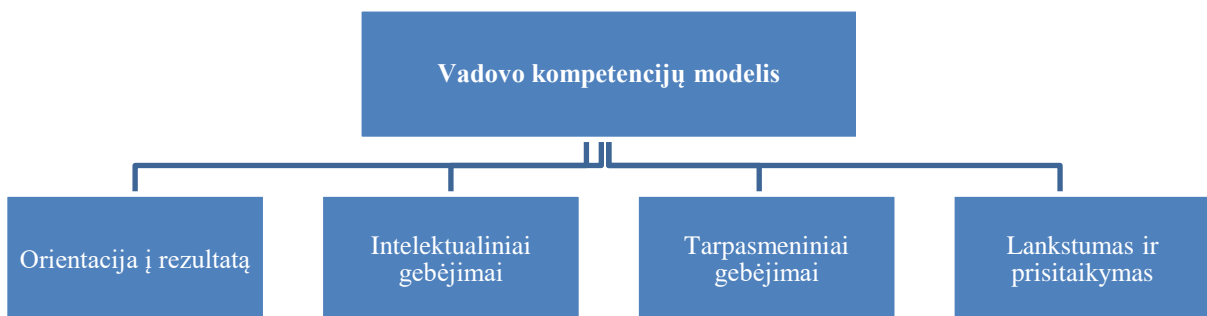 Vadovo kompetencijų modelis
Orientacija į rezultatą
Intelektualiniai
gebėjimai
Tarpasmeniniai
gebėjimai
Lankstumas ir
prisitaikymas